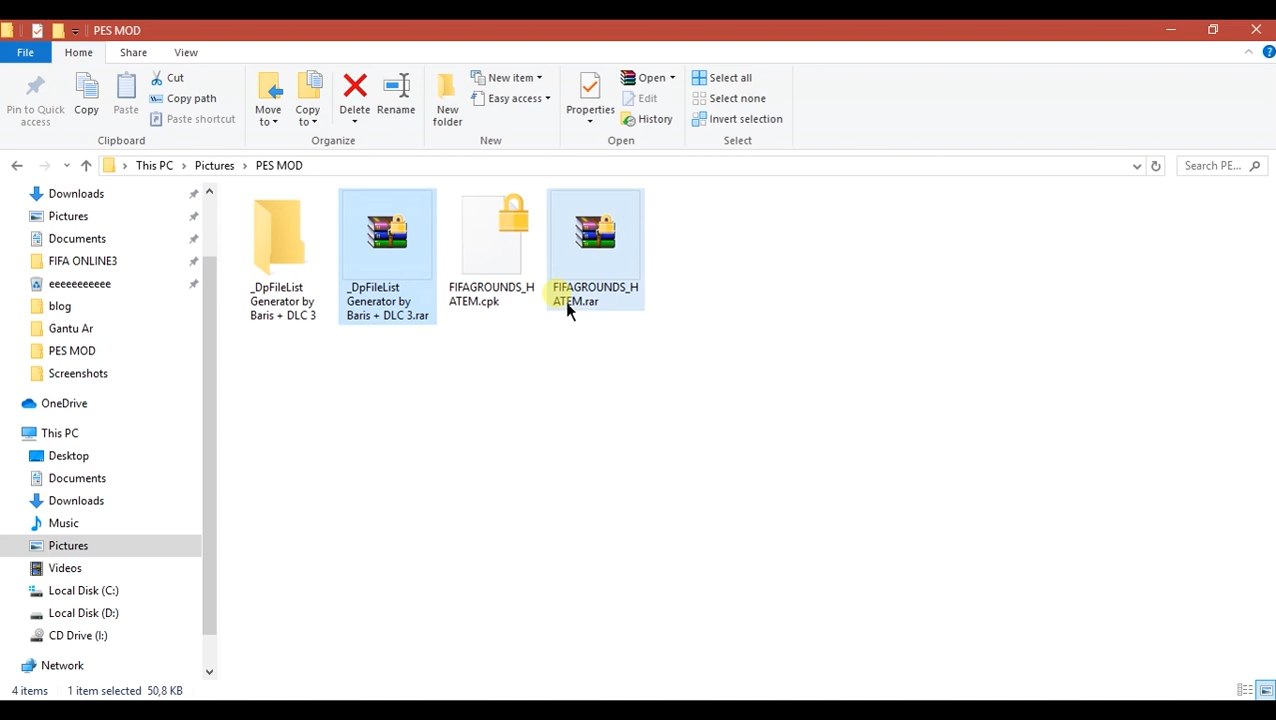 PES MOD
File Home Share View
Pin to Quick access
Copy
Paste
Cut
Copy path
Paste shortcut
Clipboard
Move to
Copy to
Delete
Rename
Organize
New folder
New item
Easy access
New
Properties
Open
Edit
History
Open
Select all
Select none
Invert selection
Select
This PC Pictures PES MOD
Search PE...
Downloads
Pictures
Documents
FIFA ONLINE3
eeeeeeeeeee
blog
Gantu Ar
PES MOD
Screenshots
OneDrive
This PC
Desktop
Documents
Downloads
Music
Pictures
Videos
Local Disk (C:)
Local Disk (D:)
CD Drive (I:)
Network
_DpFileList
Generator by
Baris + DLC 3
_DpFileList
Generator by
Baris + DLC 3.rar
FIFAGROUNDS_H
ATEM.cpk
FIFAGROUNDS_H
ATEM.rar
4 items 1 item selected 50,8 KB